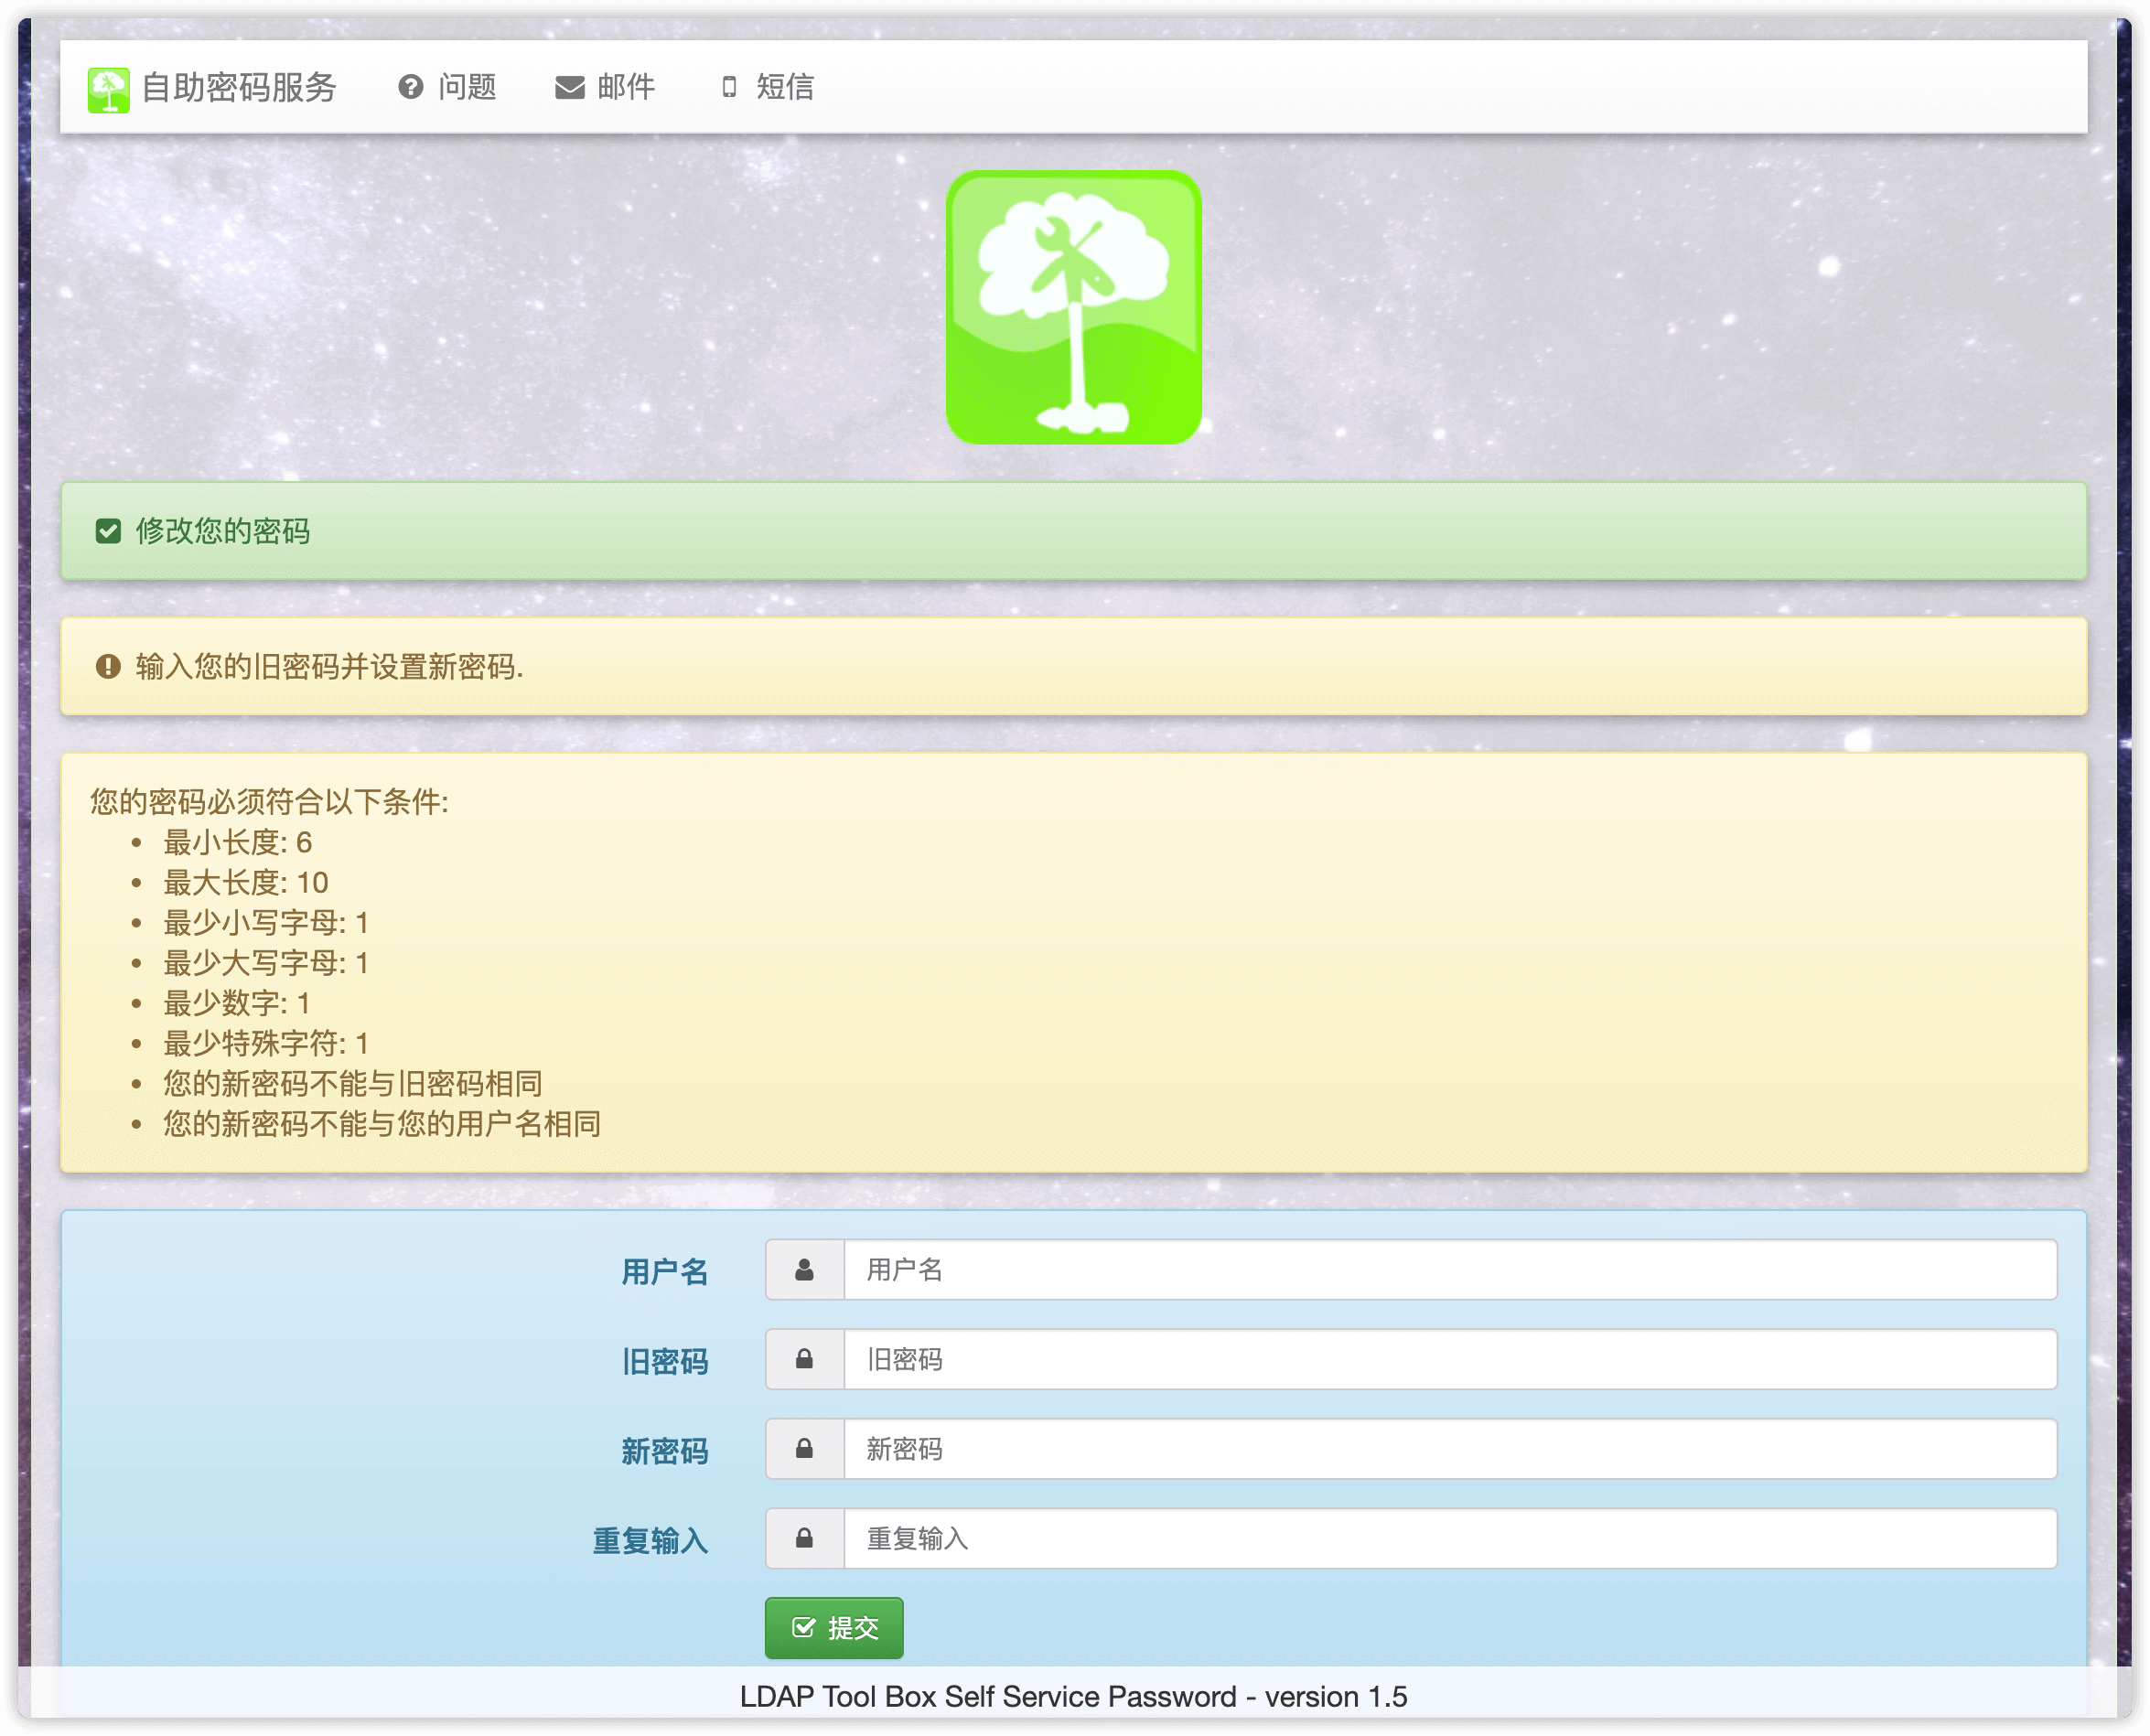 自助密码服务 问题 邮件 短信
修改您的密码
输入您的旧密码并设置新密码.
您的密码必须符合以下条件:
• 最小长度: 6
• 最大长度: 10
• 最少小写字母: 1
• 最少大写字母: 1
• 最少数字: 1
• 最少特殊字符: 1
• 您的新密码不能与旧密码相同
• 您的新密码不能与您的用户名相同
用户名 用户名
旧密码 旧密码
新密码 新密码
重复输入 重复输入
提交
LDAP Tool Box Self Service Password - version 1.5